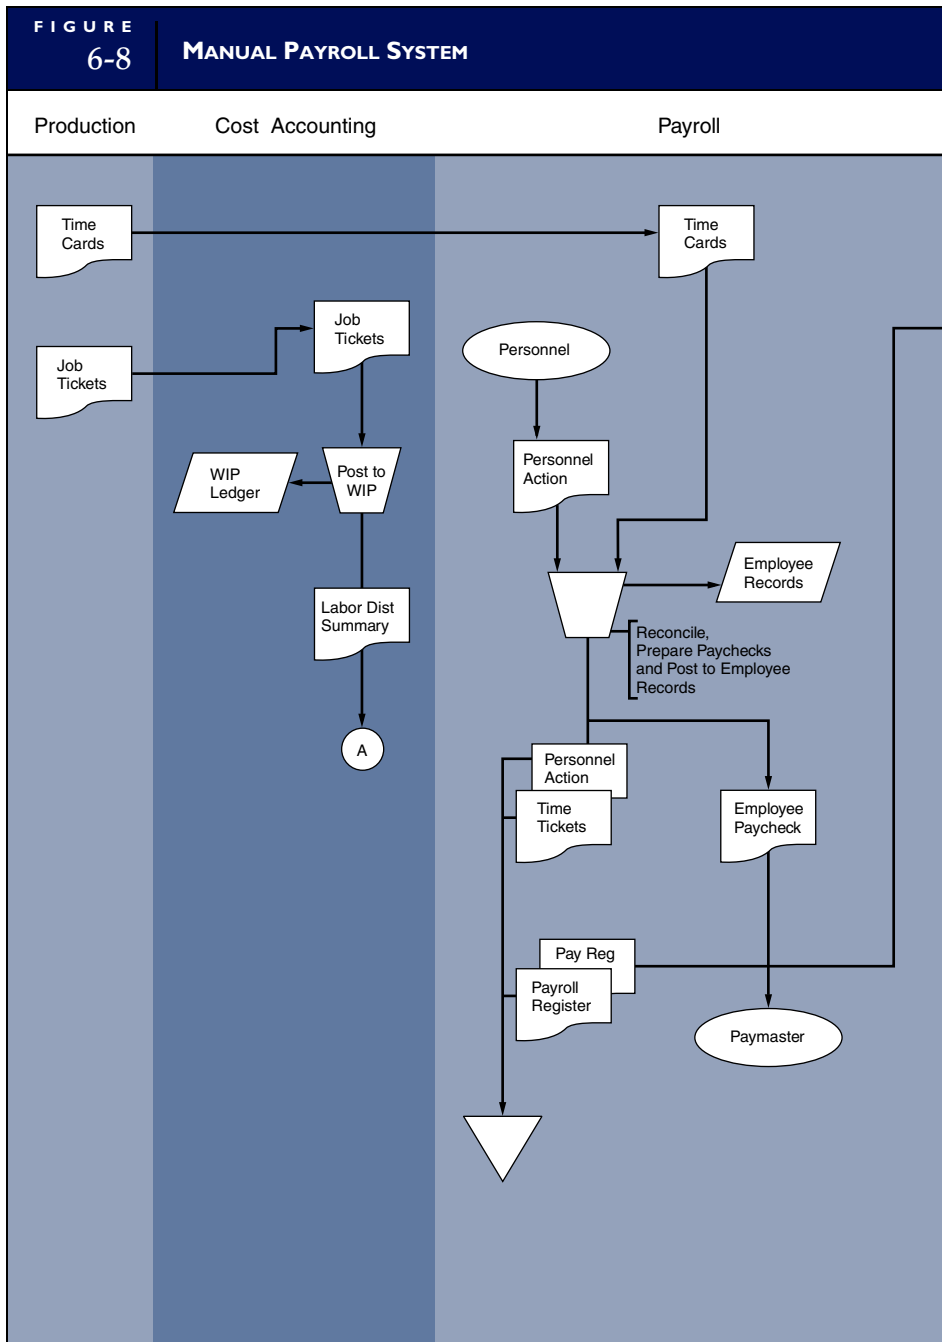 FIGURE
6-8
MANUAL PAYROLL SYSTEM
Production
Cost Accounting
Payroll
Time
Cards
Time
Cards
Job
Tickets
Job
Tickets
Personnel
Personnel
Action
WIP
Ledger
Post to
WIP
Employee
Records
Labor Dist
Summary
Reconcile,
Prepare Paychecks
and Post to Employee
Records
A
Personnel
Action
Time
Tickets
Employee
Paycheck
Pay Reg
Payroll
Register
Paymaster